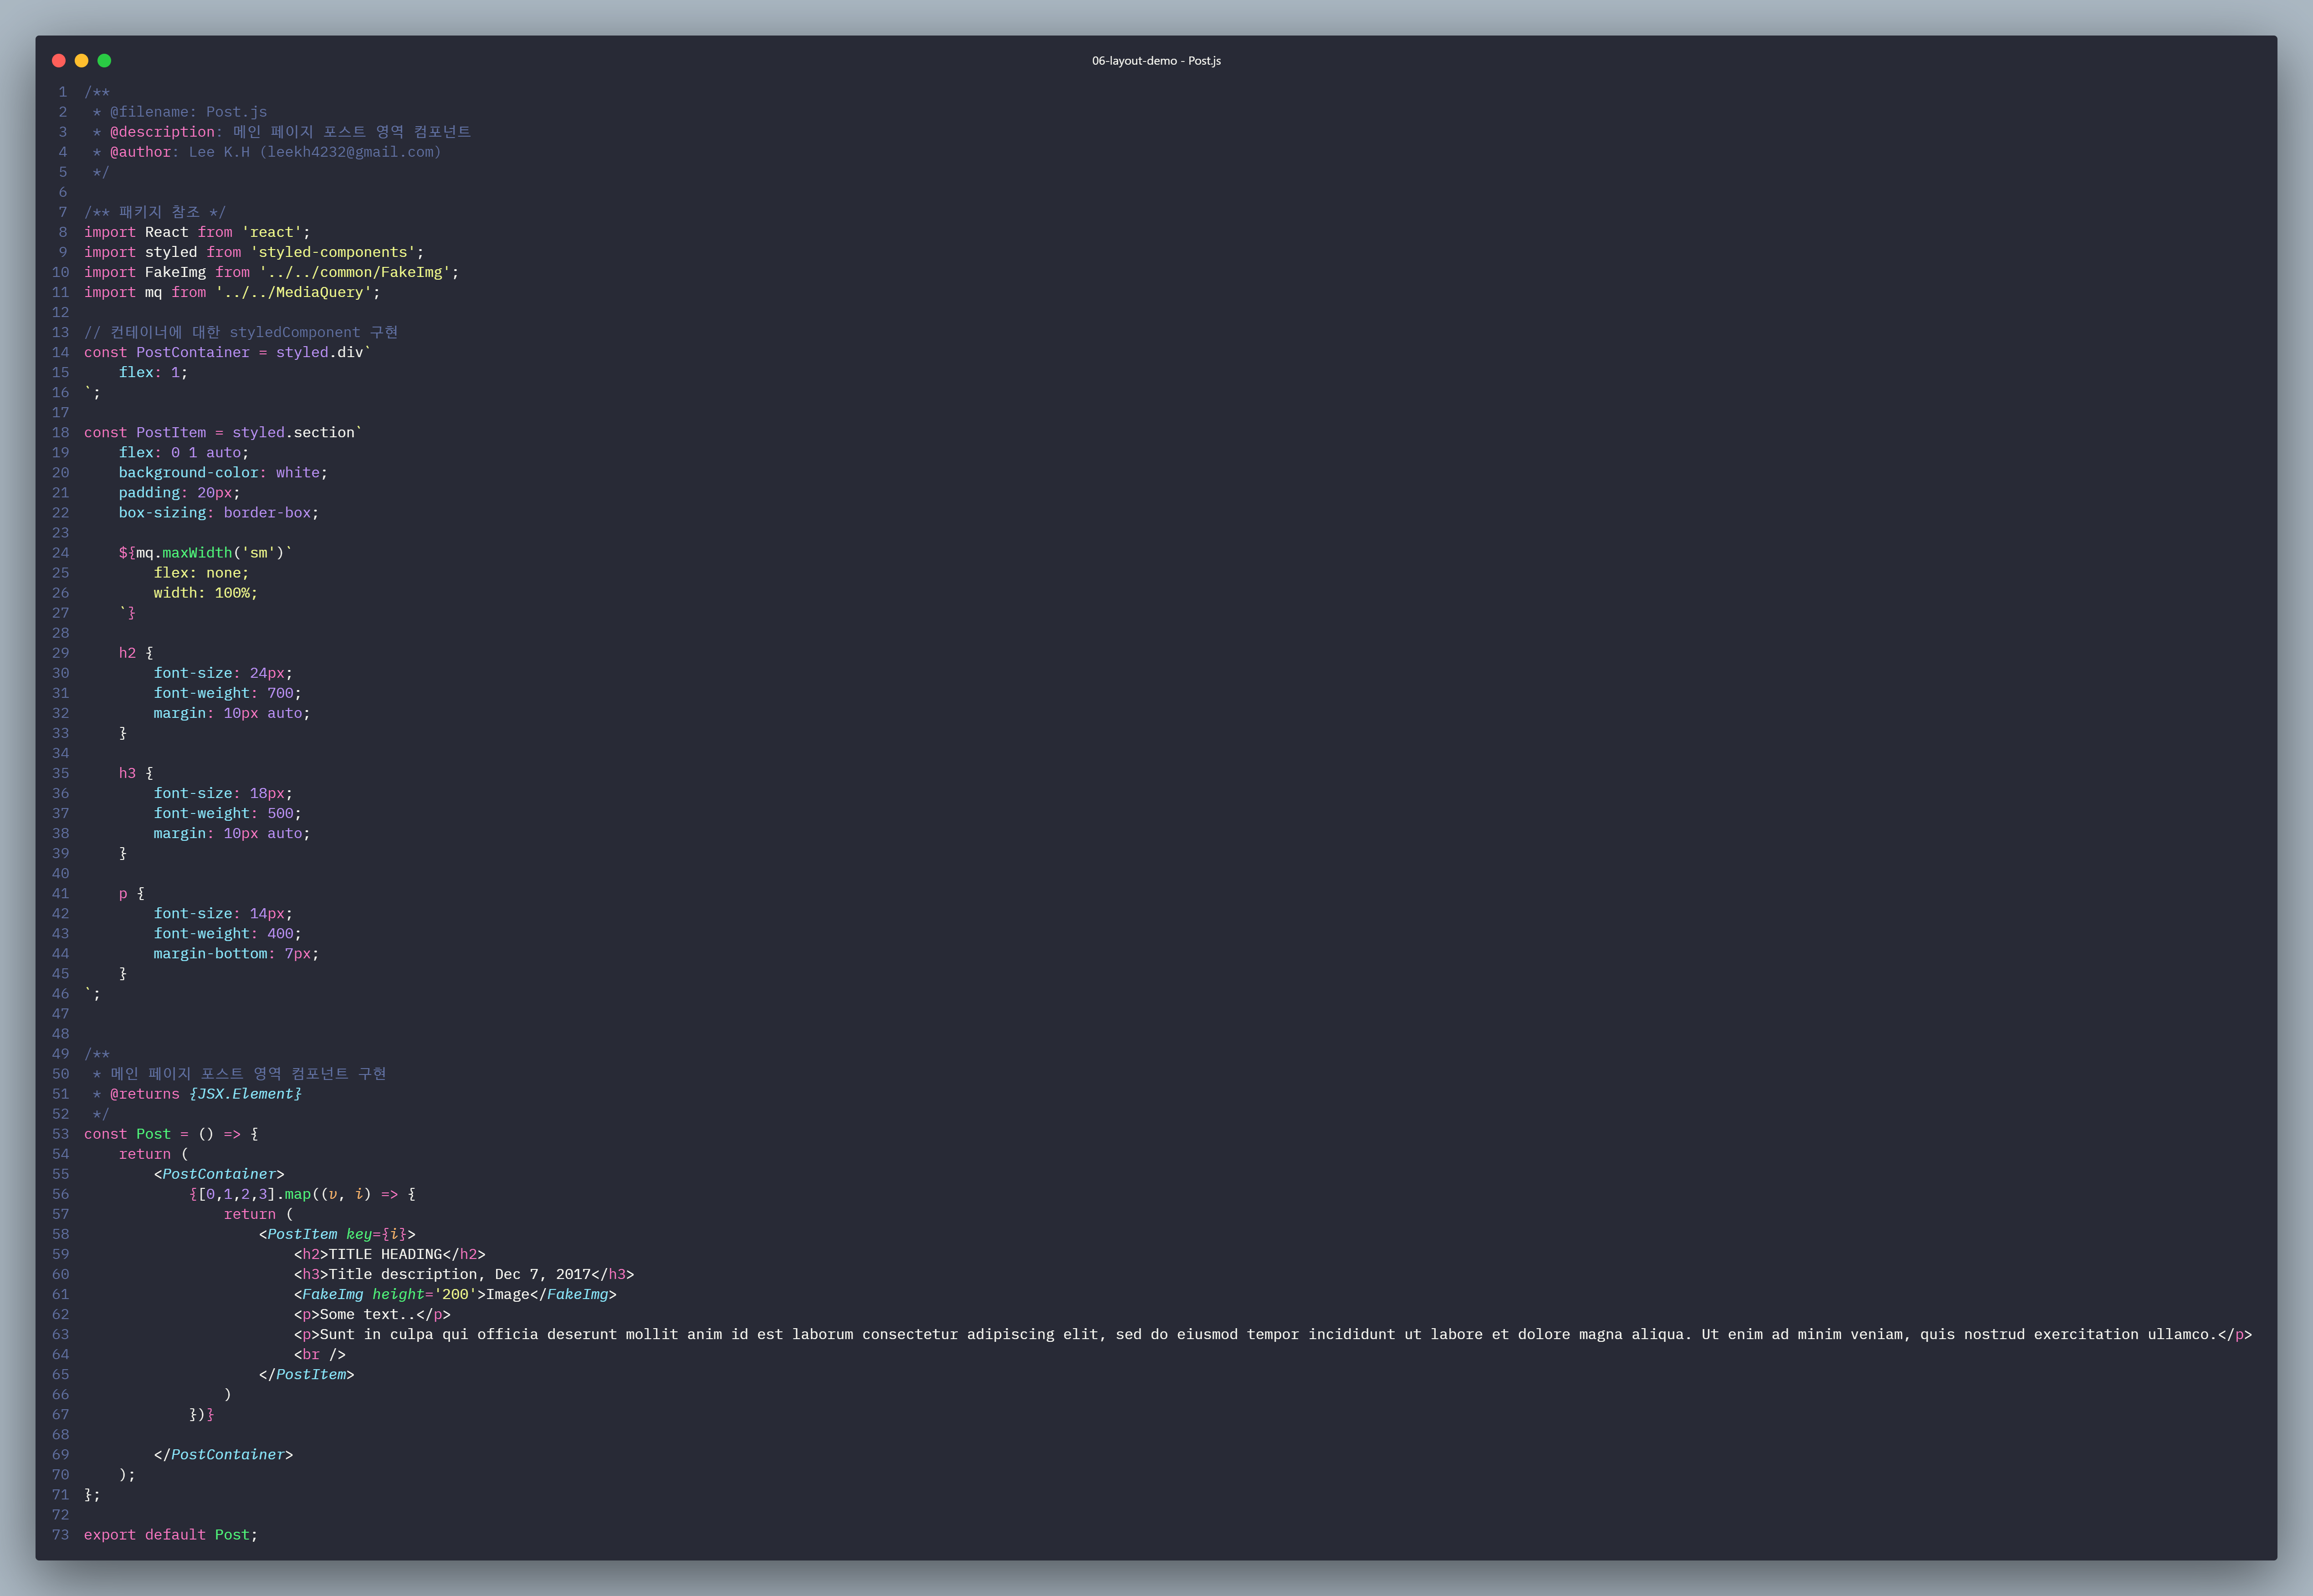 06-layout-demo - Post.js
1 /**
2  * @filename: Post.js
3  * @description: 메인 페이지 포스트 영역 컴포넌트
4  * @author: Lee K.H (leekh4232@gmail.com)
5  */
6
7 /** 패키지 참조 */
8 import React from 'react';
9 import styled from 'styled-components';
10 import FakeImg from '../../common/FakeImg';
11 import mq from '../../MediaQuery';
12
13 // 컨테이너에 대한 styledComponent 구현
14 const PostContainer = styled.div`
15     flex: 1;
16 `;
17
18 const PostItem = styled.section`
19     flex: 0 1 auto;
20     background-color: white;
21     padding: 20px;
22     box-sizing: border-box;
23
24     ${mq.maxWidth('sm')`
25         flex: none;
26         width: 100%;
27     `}
28
29     h2 {
30         font-size: 24px;
31         font-weight: 700;
32         margin: 10px auto;
33     }
34
35     h3 {
36         font-size: 18px;
37         font-weight: 500;
38         margin: 10px auto;
39     }
40
41     p {
42         font-size: 14px;
43         font-weight: 400;
44         margin-bottom: 7px;
45     }
46 `;
47
48
49 /**
50  * 메인 페이지 포스트 영역 컴포넌트 구현
51  * @returns {JSX.Element}
52  */
53 const Post = () => {
54     return (
55         <PostContainer>
56             {[0,1,2,3].map((v, i) => {
57                 return (
58                     <PostItem key={i}>
59                         <h2>TITLE HEADING</h2>
60                         <h3>Title description, Dec 7, 2017</h3>
61                         <FakeImg height='200'>Image</FakeImg>
62                         <p>Some text..</p>
63                         <p>Sunt in culpa qui officia deserunt mollit anim id est laborum consectetur adipiscing elit, sed do eiusmod tempor incididunt ut labore et dolore magna aliqua. Ut enim ad minim veniam, quis nostrud exercitation ullamco.</p>
64                         <br />
65                     </PostItem>
66                 )
67             })}
68
69         </PostContainer>
70     );
71 };
72
73 export default Post;